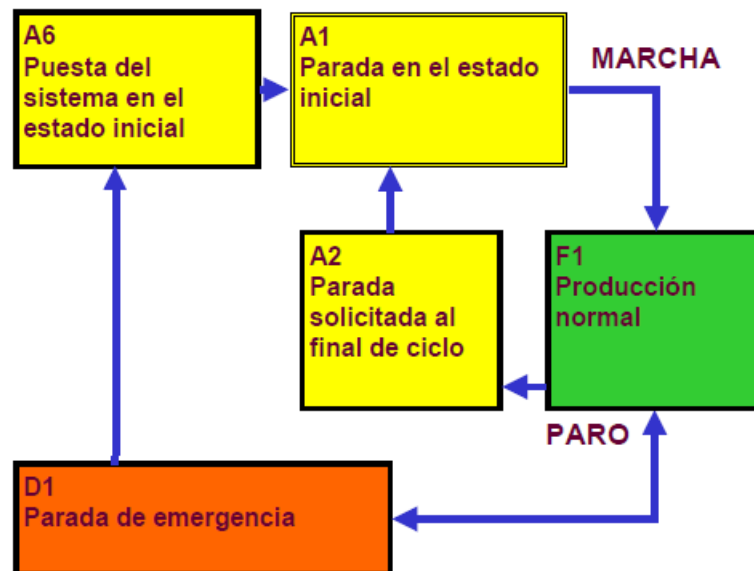 A6
Puesta del
sistema en el
estado inicial
A1
Parada en el estado
inicial
MARCHA
A2
Parada
solicitada al
final de ciclo
F1
Producción
normal
PARO
D1
Parada de emergencia